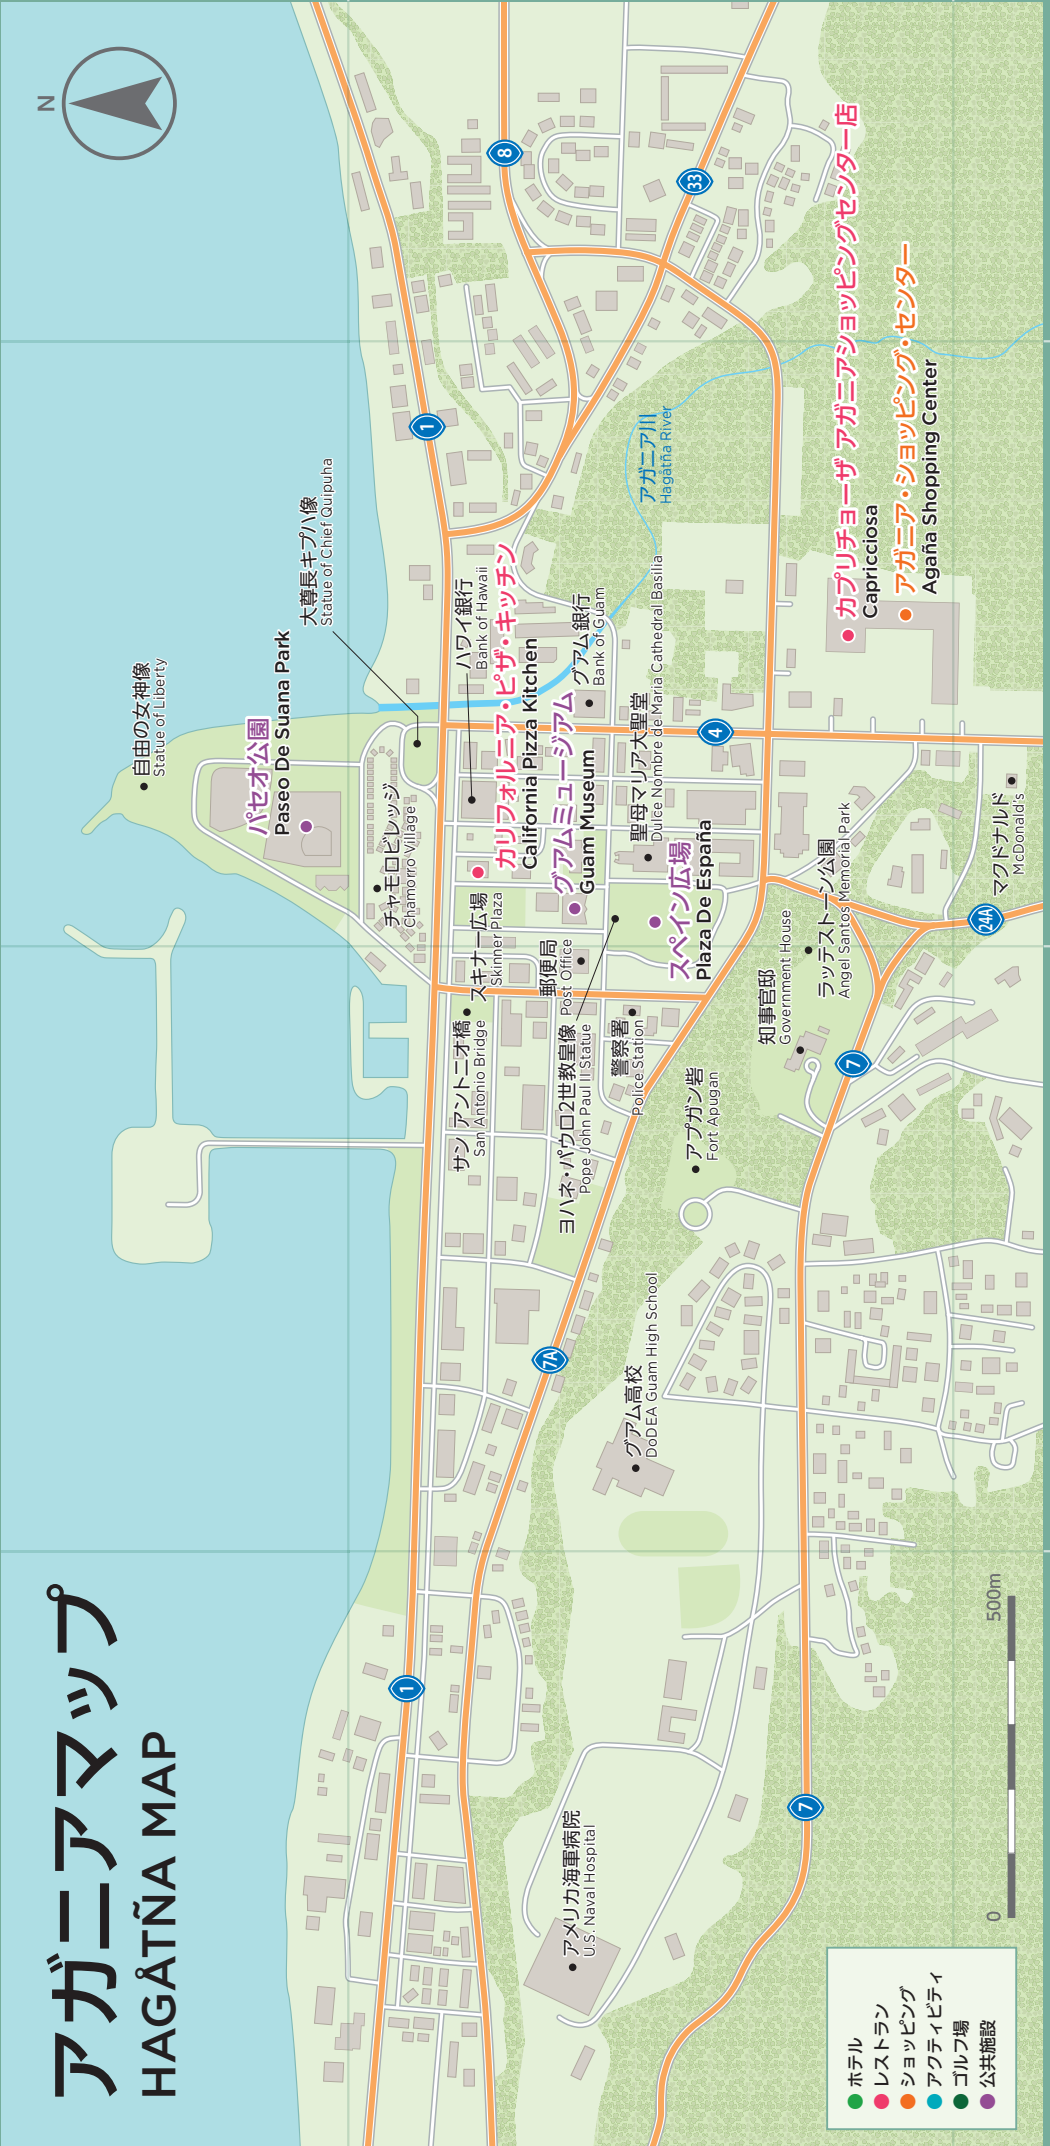 アガニアマップ
HAGÅTÑA MAP
N
自由の女神像
Statue of Liberty
大尊長キプハ像
Statue of Chief Quipuha
パセオ公園
Paseo De Suana Park
チャモロビレッジ
Chamorro Village
ハワイ銀行
Bank of Hawaii
カリフォルニア・ピザ・キッチン
California Pizza Kitchen
グアムミュージアム
Guam Museum
グアム銀行
Bank of Guam
聖母マリア大聖堂
Dulce Nombre de Maria Cathedral Basilia
スペイン広場
Plaza De España
スキナー広場
Skinner Plaza
郵便局
Post Office
サン アントニオ橋
San Antonio Bridge
ヨハネ・パウロ2世教皇像
Pope John Paul II Statue
警察署
Police Station
アプガン砦
Fort Apugan
知事官邸
Government House
ラッテストーン公園
Angel Santos Memorial Park
マクドナルド
McDonald's
アガニア川
Hagåtña River
カプリチョーザ アガニアショッピングセンター店
Capricciosa
アガニア・ショッピング・センター
Agaña Shopping Center
グアム高校
DoDEA Guam High School
アメリカ海軍病院
U.S. Naval Hospital
1
1
8
33
4
24A
7
7A
7
ホテル
レストラン
ショッピング
アクティビティ
ゴルフ場
公共施設
0
500m